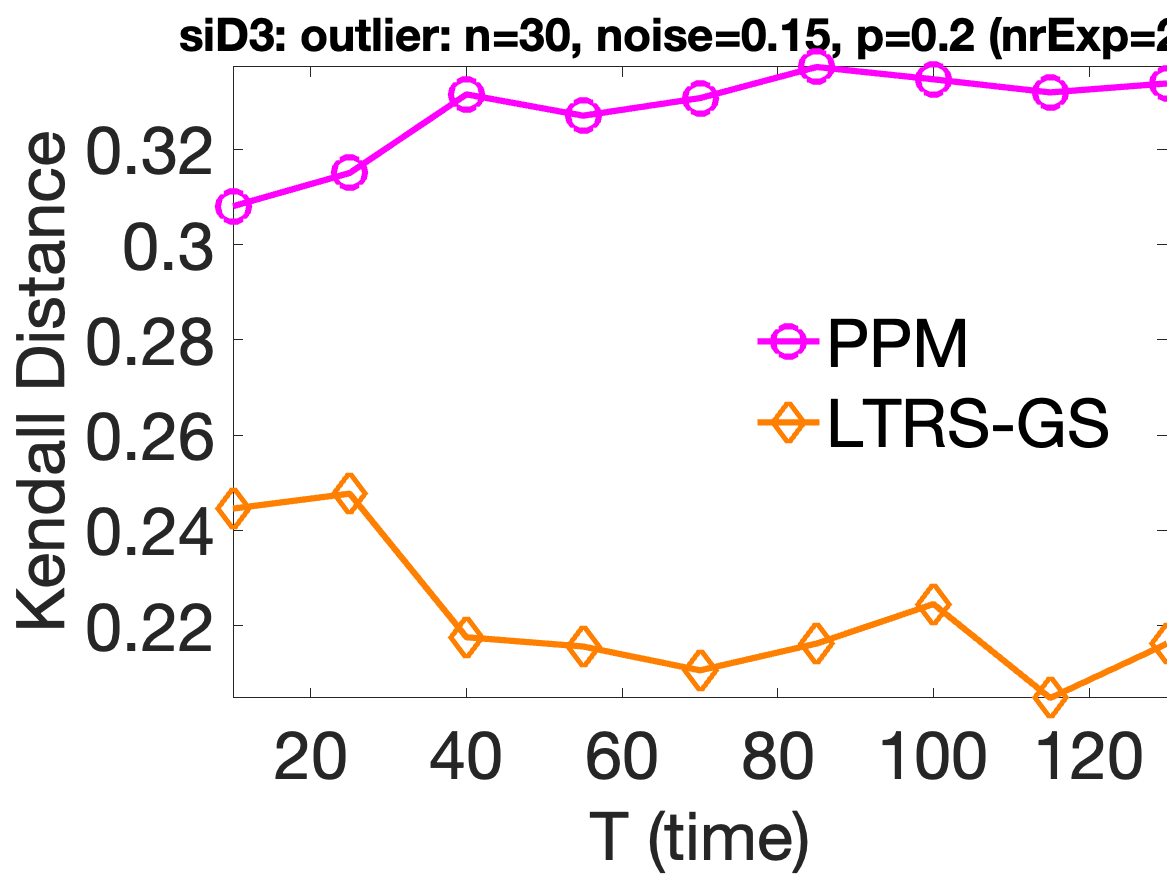 siD3: outlier: n=30, noise=0.15, p=0.2 (nrExp=2
Kendall Distance
0.32
0.3
0.28
0.26
0.24
0.22
PPM
LTRS-GS
20 40 60 80 100 120
T (time)